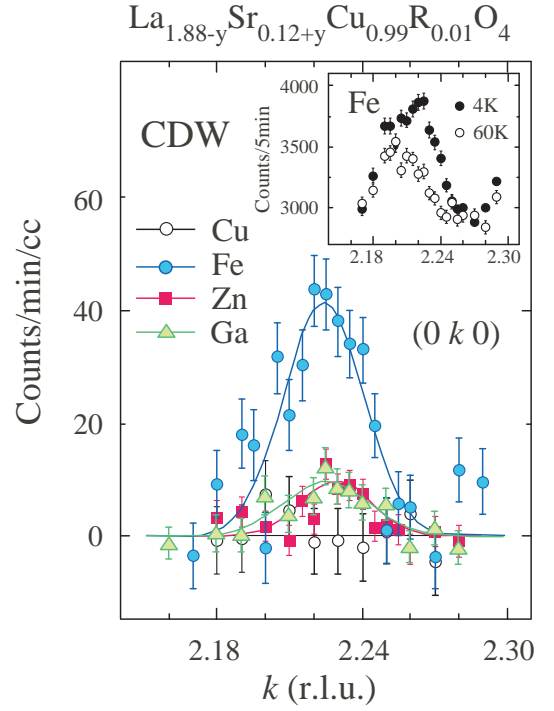 La1.88-ySr0.12+yCu0.99R0.01O4
CDW
Fe
4K
60K
Counts/5min
4000
3500
3000
2.18
2.24
2.30
Cu
Fe
Zn
Ga
(0 k 0)
Counts/min/cc
60
40
20
0
2.18
2.24
2.30
k (r.l.u.)